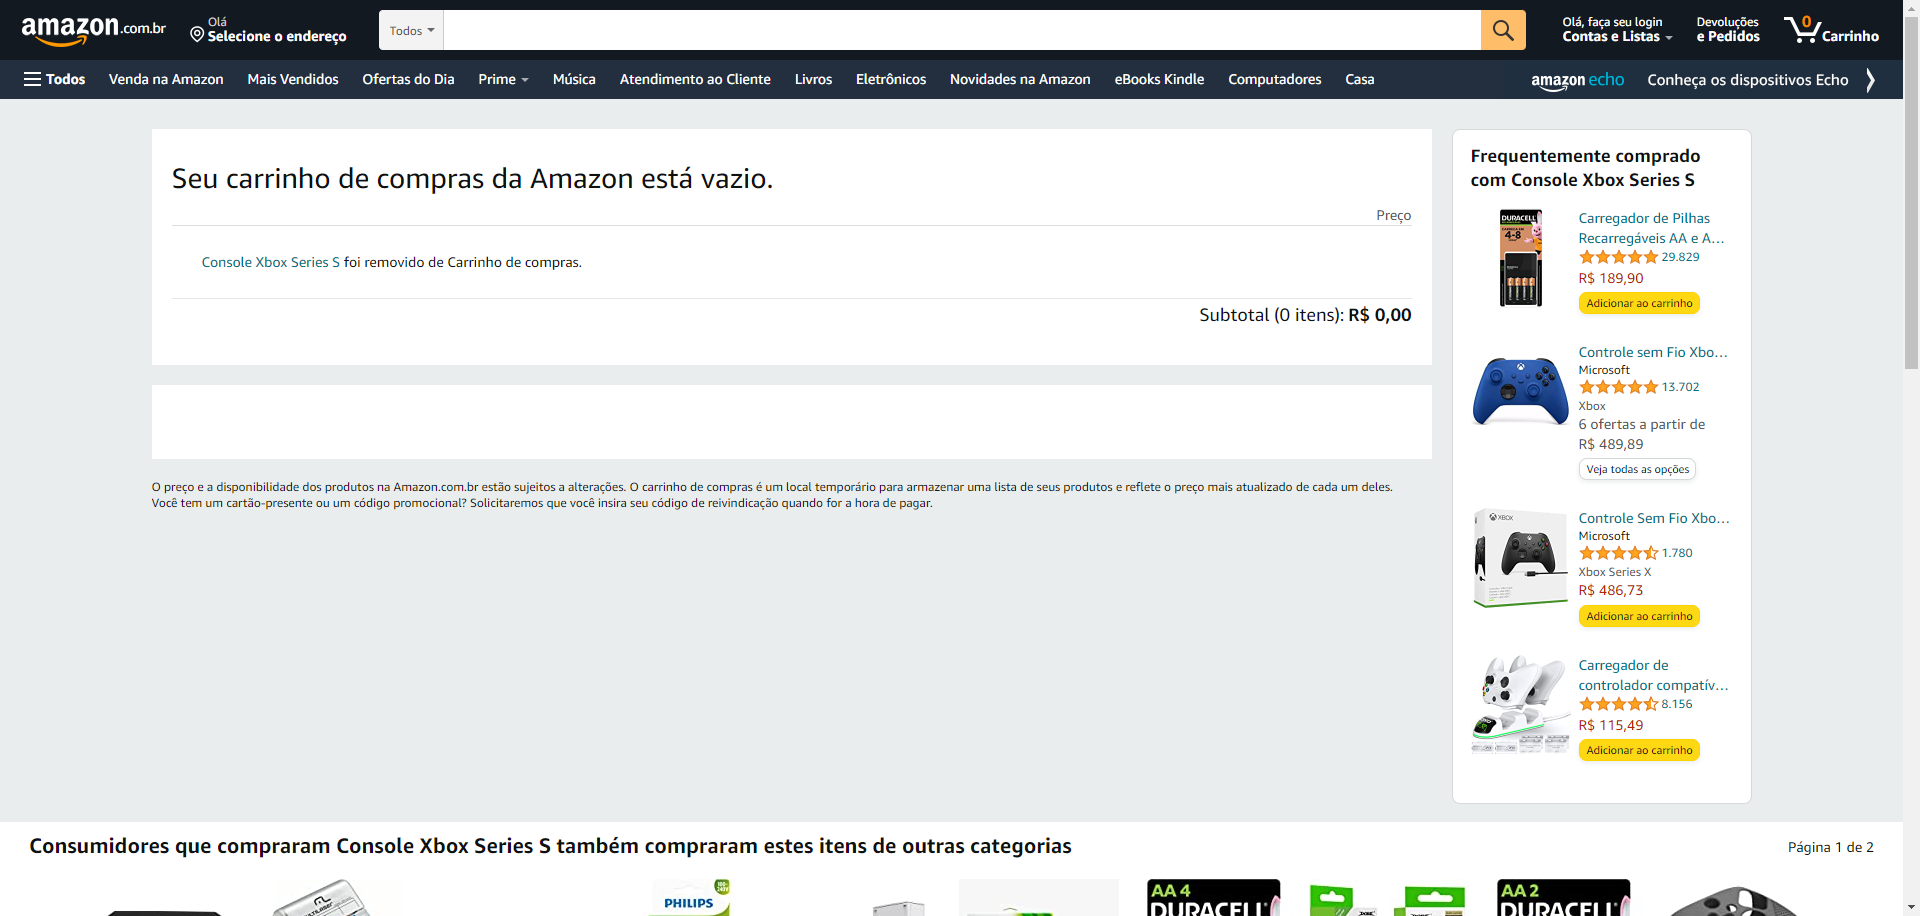 amazon.com.br
Olá
Selecione o endereço
Todos
Olá, faça seu login
Contas e Listas
Devoluções
e Pedidos
0
Carrinho
Todos
Venda na Amazon
Mais Vendidos
Ofertas do Dia
Prime
Música
Atendimento ao Cliente
Livros
Eletrônicos
Novidades na Amazon
eBooks Kindle
Computadores
Casa
amazon echo
Conheça os dispositivos Echo
Seu carrinho de compras da Amazon está vazio.
Preço
Console Xbox Series S foi removido de Carrinho de compras.
Subtotal (0 itens): R$ 0,00
O preço e a disponibilidade dos produtos na Amazon.com.br estão sujeitos a alterações. O carrinho de compras é um local temporário para armazenar uma lista de seus produtos e reflete o preço mais atualizado de cada um deles.
Você tem um cartão-presente ou um código promocional? Solicitaremos que você insira seu código de reivindicação quando for a hora de pagar.
Frequentemente comprado
com Console Xbox Series S
DURACELL
4-8
Carregador de Pilhas
Recarregáveis AA e A…
29.829
R$ 189,90
Adicionar ao carrinho
Controle sem Fio Xbo…
Microsoft
13.702
Xbox
6 ofertas a partir de
R$ 489,89
Veja todas as opções
XBOX
Controle Sem Fio Xbo…
Microsoft
1.780
Xbox Series X
R$ 486,73
Adicionar ao carrinho
Carregador de
controlador compatív…
8.156
R$ 115,49
Adicionar ao carrinho
Consumidores que compraram Console Xbox Series S também compraram estes itens de outras categorias
Página 1 de 2
100-
240V
PHILIPS
AA 4
DURACELL
AA 2
DURACELL